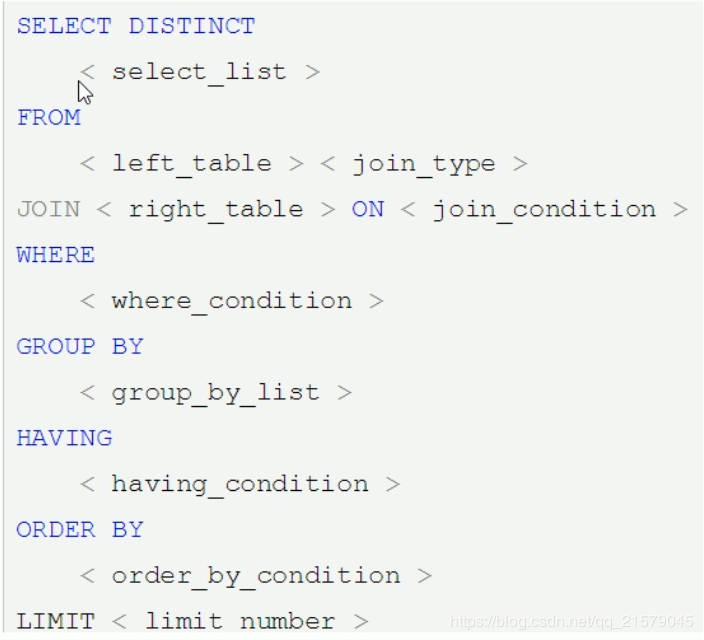 SELECT DISTINCT
< select_list >
FROM
< left_table > < join_type >
JOIN < right_table > ON < join_condition >
WHERE
< where_condition >
GROUP BY
< group_by_list >
HAVING
< having_condition >
ORDER BY
< order_by_condition >
LIMIT < limit number >
https://blog.csdn.net/qq_21579045